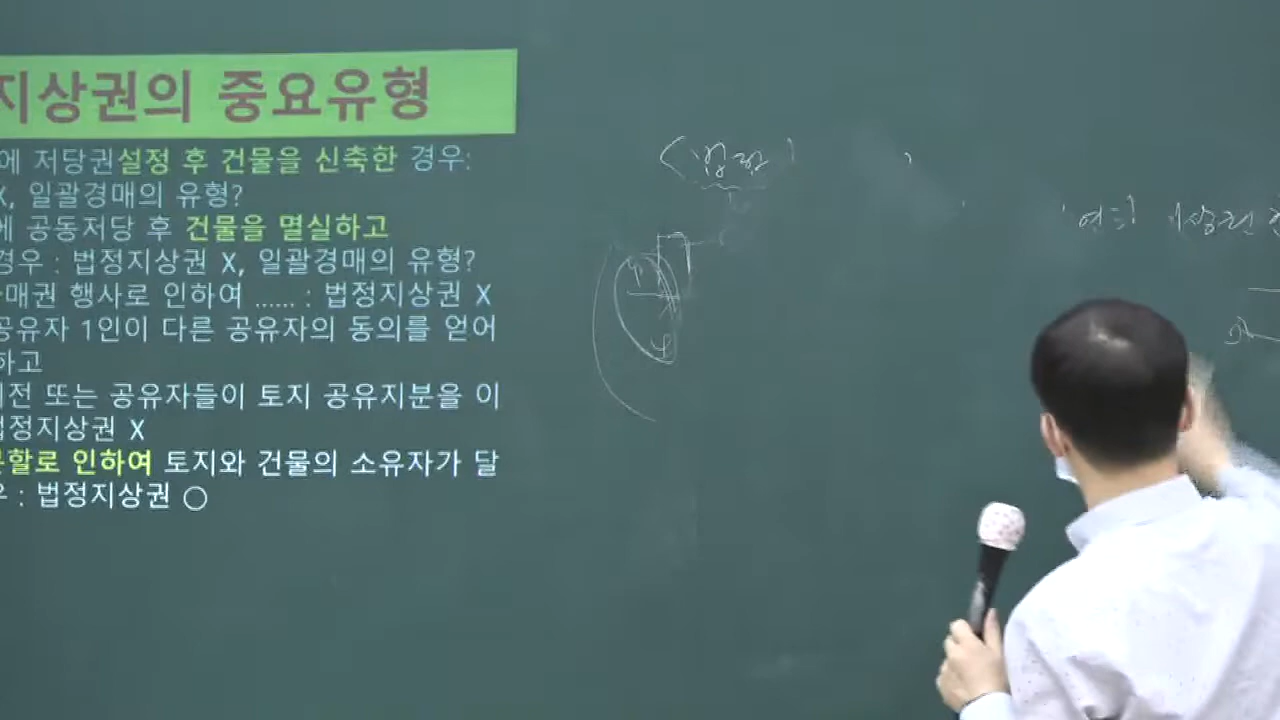 지상권의 중요유형
에 저당권설정 후 건물을 신축한 경우:
X, 일괄경매의 유형?
에 공동저당 후 건물을 멸실하고
경우 : 법정지상권 X, 일괄경매의 유형?
매권 행사로 인하여 ...... : 법정지상권 X
공유자 1인이 다른 공유자의 동의를 얻어
하고
이전 또는 공유자들이 토지 공유지분을 이
법정지상권 X
분할로 인하여 토지와 건물의 소유자가 달
우 : 법정지상권 ○
법정